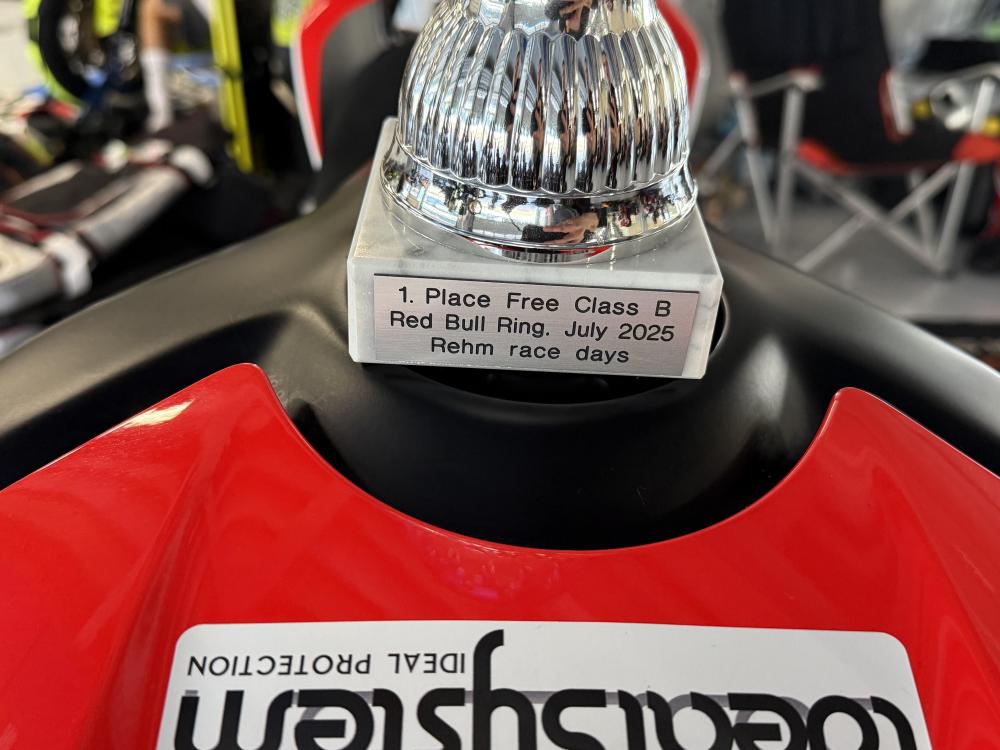 1. Place Free Class B
Red Bull Ring. July 2025
Rehm race days
IDEAL PROTECTION